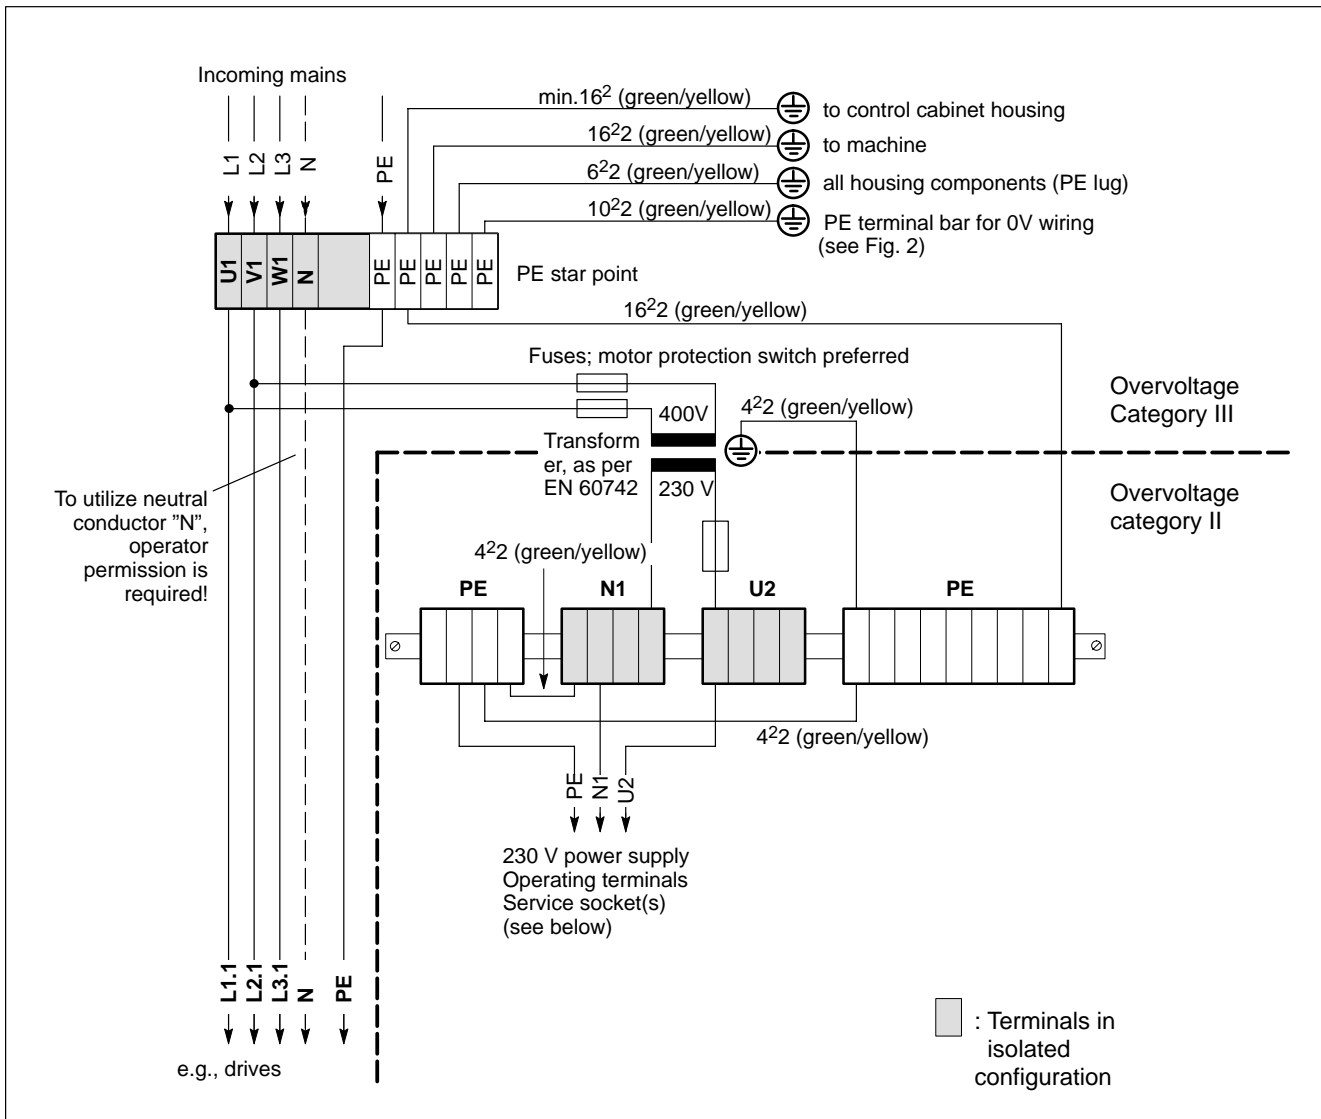 Incoming mains
min.16² (green/yellow)
to control cabinet housing
16²2 (green/yellow)
to machine
6²2 (green/yellow)
all housing components (PE lug)
10²2 (green/yellow)
PE terminal bar for 0V wiring
(see Fig. 2)
L1
L2
L3
N
PE
U1
V1
W1
N
PE
PE
PE
PE
PE
PE star point
16²2 (green/yellow)
Fuses; motor protection switch preferred
400V
4²2 (green/yellow)
Overvoltage
Category III
Transform
er, as per
EN 60742
230 V
Overvoltage
category II
To utilize neutral
conductor ”N”,
operator
permission is
required!
4²2 (green/yellow)
PE
N1
U2
PE
4²2 (green/yellow)
PE
N1
U2
230 V power supply
Operating terminals
Service socket(s)
(see below)
L1.1
L2.1
L3.1
N
PE
e.g., drives
: Terminals in
isolated
configuration